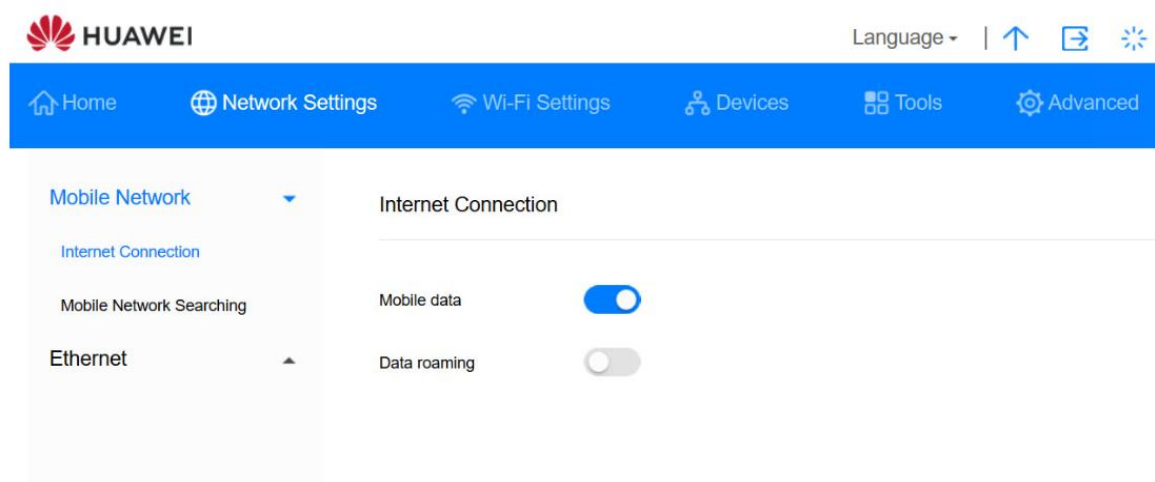 HUAWEI
Language
Home Network Settings Wi-Fi Settings Devices Tools Advanced
Mobile Network
Internet Connection
Mobile Network Searching
Ethernet
Internet Connection
Mobile data
Data roaming